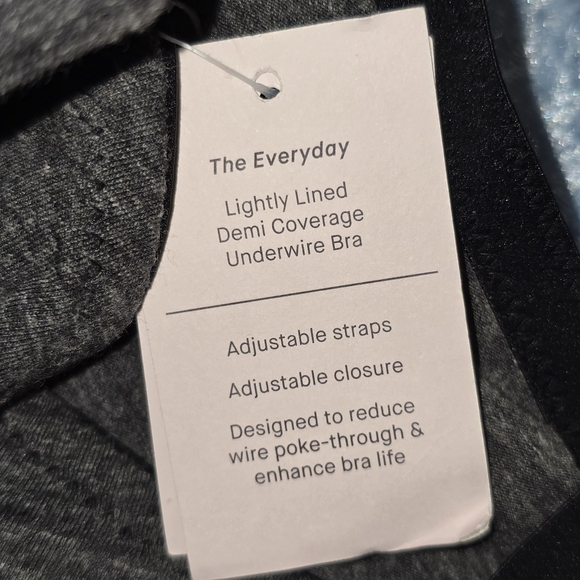 The Everyday
Lightly Lined
Demi Coverage
Underwire Bra
Adjustable straps
Adjustable closure
Designed to reduce
wire poke-through &
enhance bra life